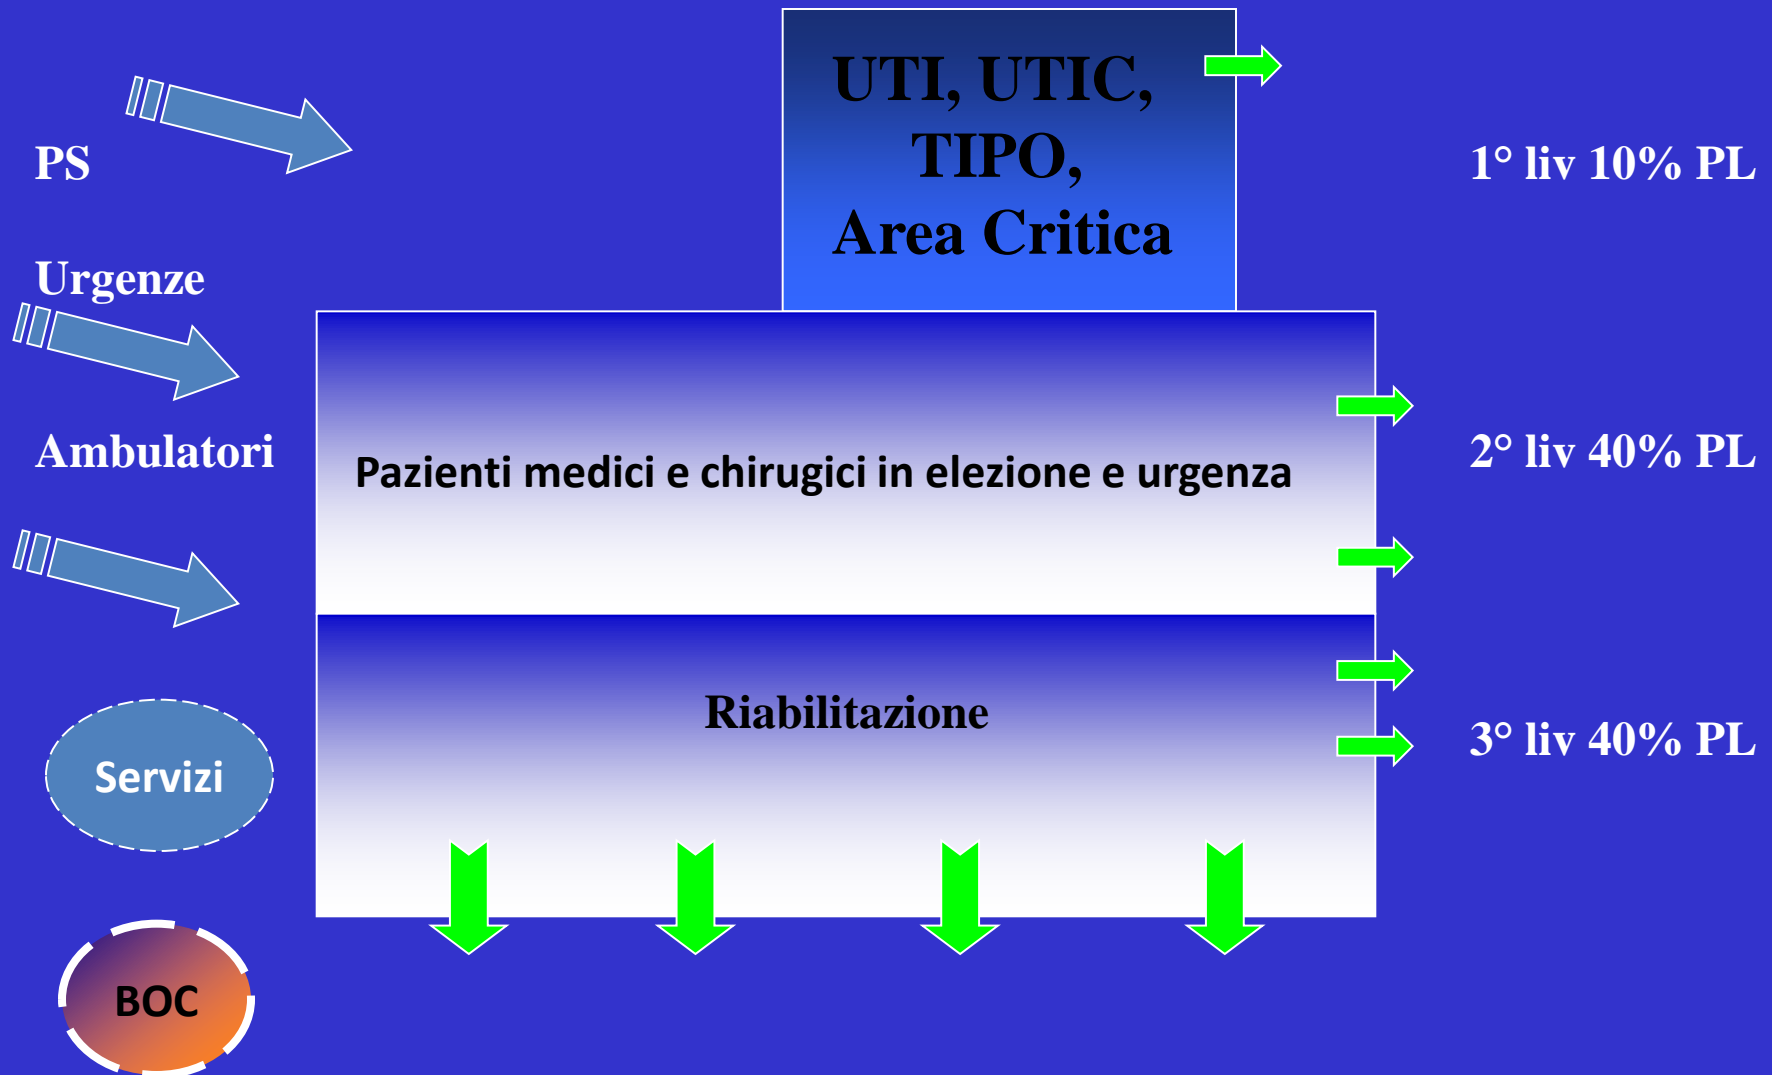 UTI, UTIC,
TIPO,
Area Critica
PS
1° liv 10% PL
Urgenze
Ambulatori
Pazienti medici e chirugici in elezione e urgenza
2° liv 40% PL
Riabilitazione
3° liv 40% PL
Servizi
BOC